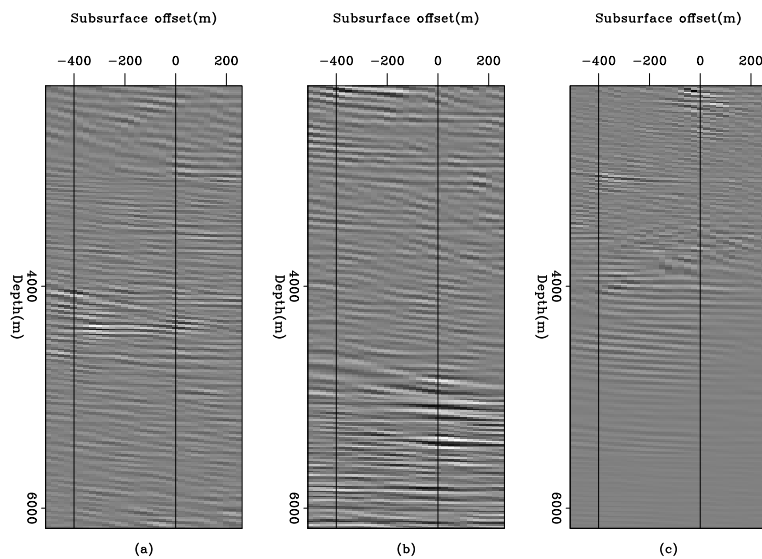 Subsurface offset(m)
-400 -200 0 200
4000
Depth(m)
6000
(a)
Subsurface offset(m)
-400 -200 0 200
4000
Depth(m)
6000
(b)
Subsurface offset(m)
-400 -200 0 200
4000
Depth(m)
6000
(c)